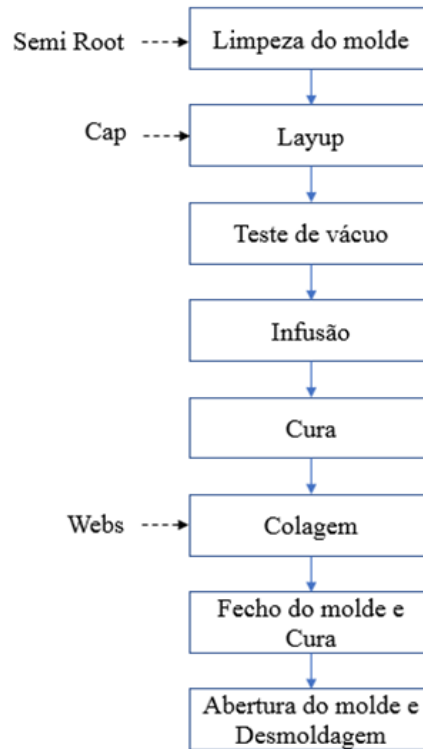 Semi Root
Limpeza do molde
Cap
Layup
Teste de vácuo
Infusão
Cura
Webs
Colagem
Fecho do molde e
Cura
Abertura do molde e
Desmoldagem